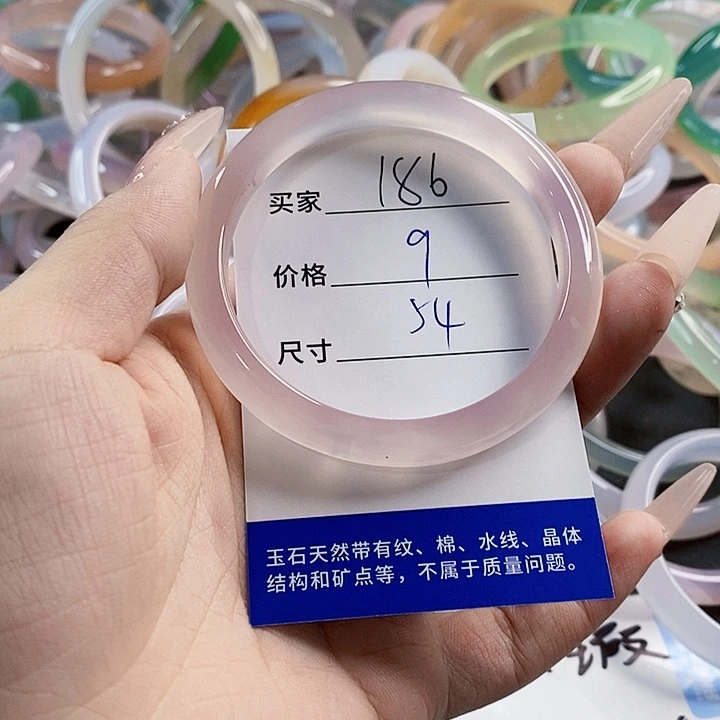 买家 186
价格 9
尺寸 54
玉石天然带有纹、棉、水线、晶体
结构和矿点等，不属于质量问题。